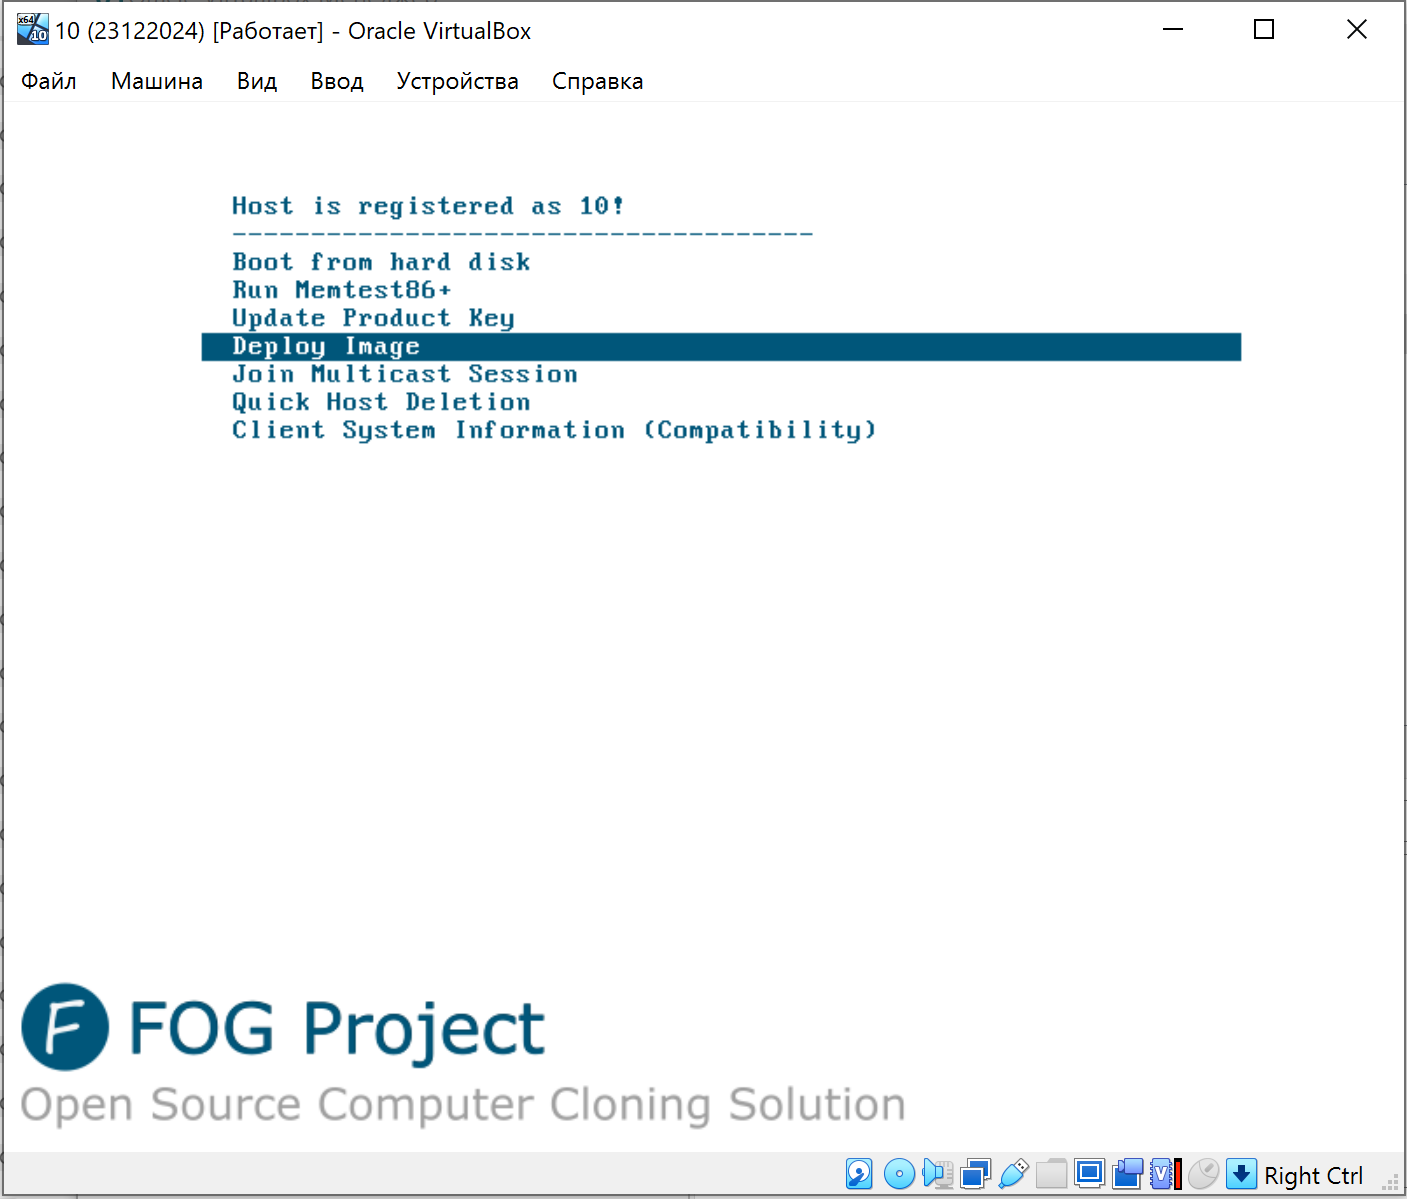 10 (23122024) [Работает] - Oracle VirtualBox
Файл Машина Вид Ввод Устройства Справка
Host is registered as 10!
-------------------------------------
Boot from hard disk
Run Memtest86+
Update Product Key
Deploy Image
Join Multicast Session
Quick Host Deletion
Client System Information (Compatibility)
F FOG Project
Open Source Computer Cloning Solution
Right Ctrl